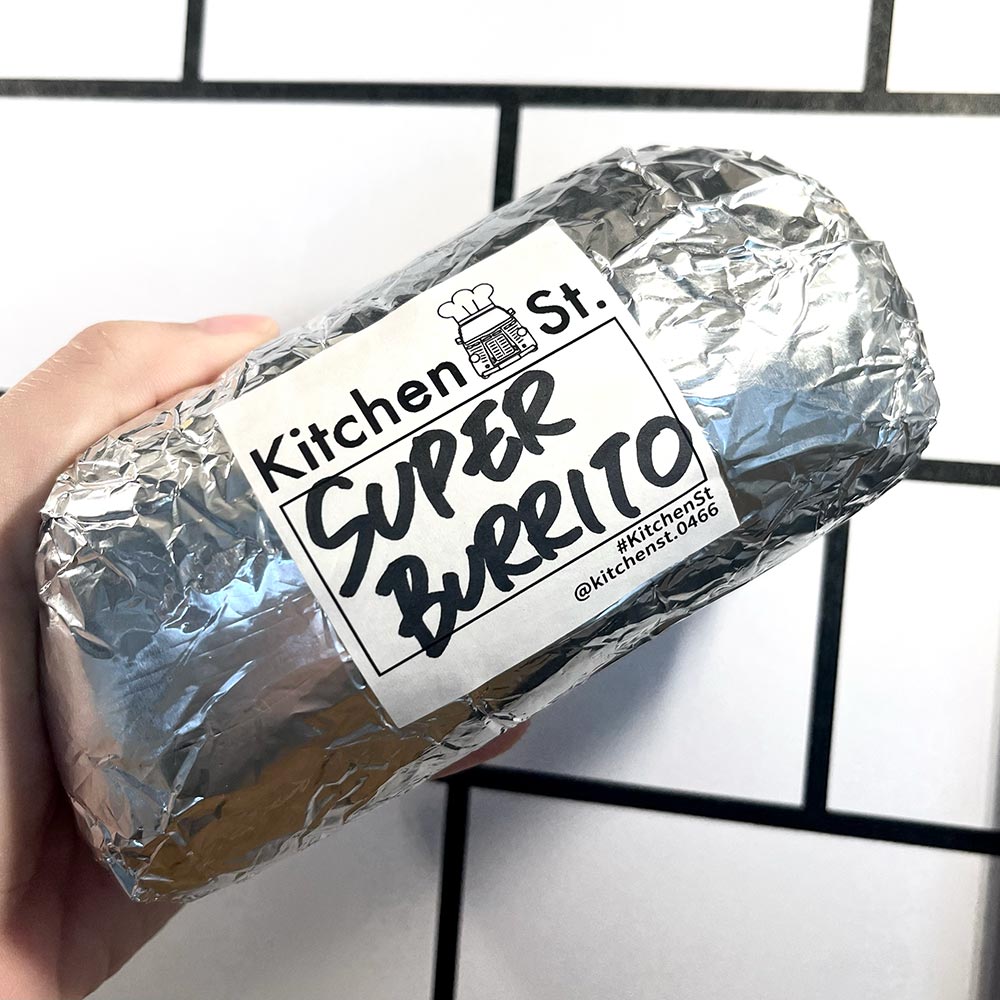 Kitchen St.
SUPER
BURRITO
#KitchenSt
@kitchenst.0466